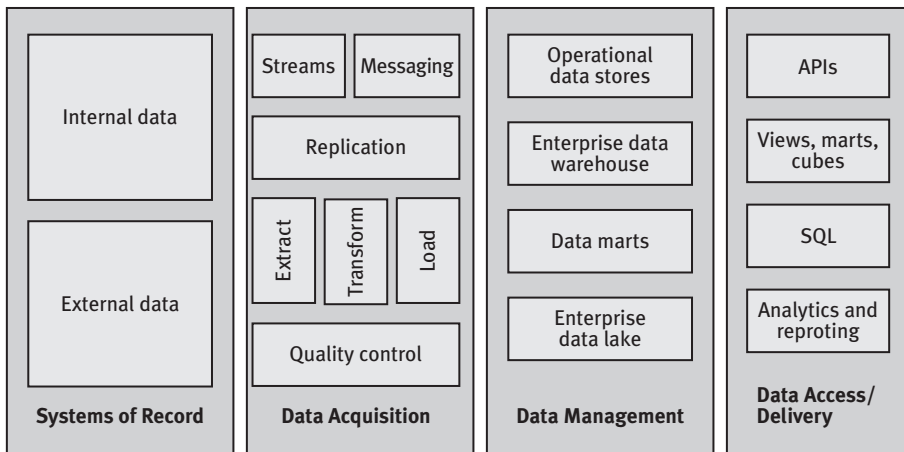 Internal data
External data
Systems of Record
Streams
Messaging
Replication
Extract
Transform
Load
Quality control
Data Acquisition
Operational
data stores
Enterprise data
warehouse
Data marts
Enterprise
data lake
Data Management
APIs
Views, marts,
cubes
SQL
Analytics and
reproting
Data Access/
Delivery